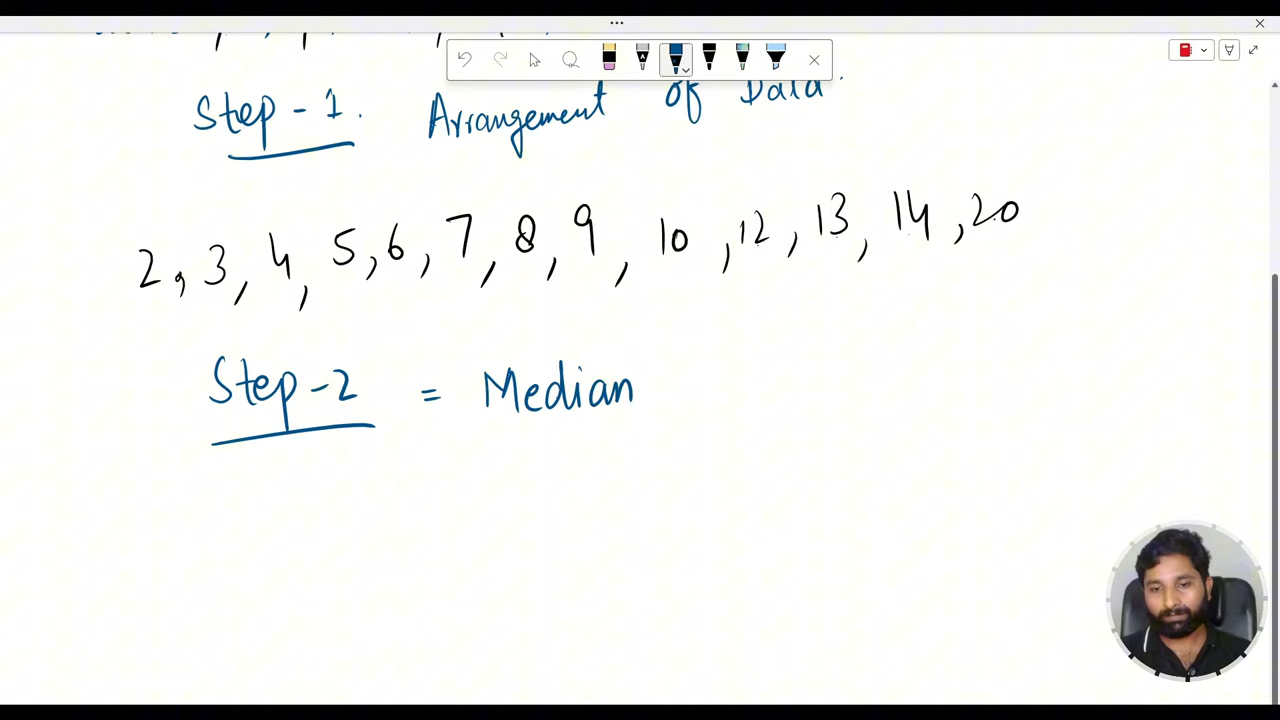 Step-1. Arrangement of Data.
2, 3, 4, 5, 6, 7, 8, 9, 10, 12, 13, 14, 20
Step-2 = Median